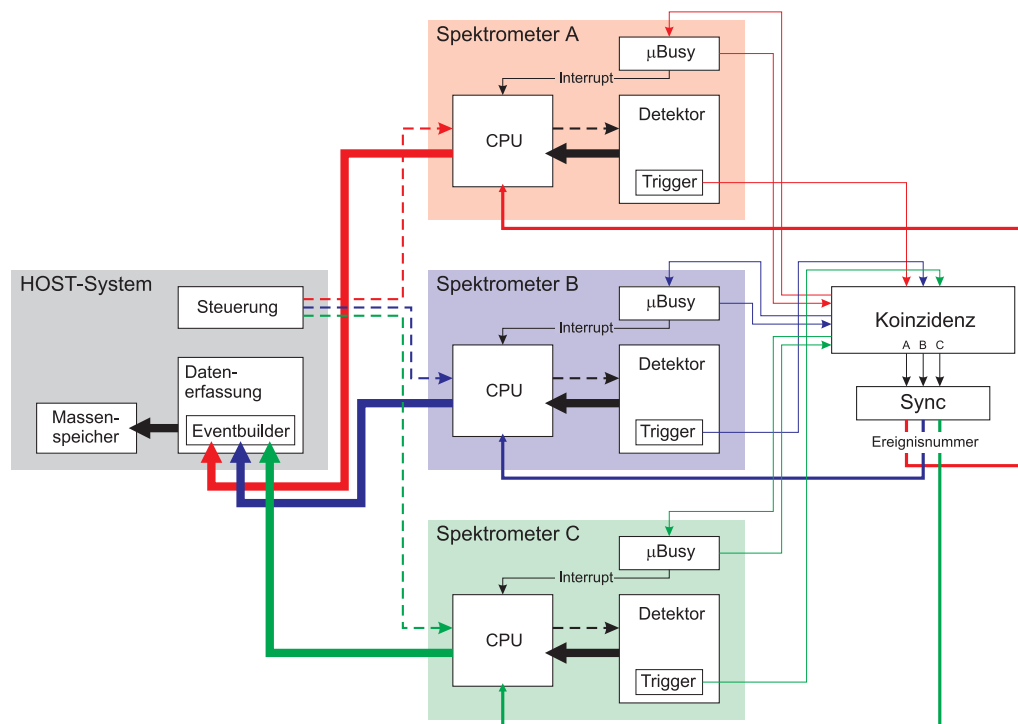 Spektrometer A
µBusy
Interrupt
CPU
Detektor
Trigger
HOST-System
Steuerung
Daten-
erfassung
Eventbuilder
Massen-
speicher
Spektrometer B
µBusy
Interrupt
CPU
Detektor
Trigger
Koinzidenz
A B C
Sync
Ereignisnummer
Spektrometer C
µBusy
Interrupt
CPU
Detektor
Trigger